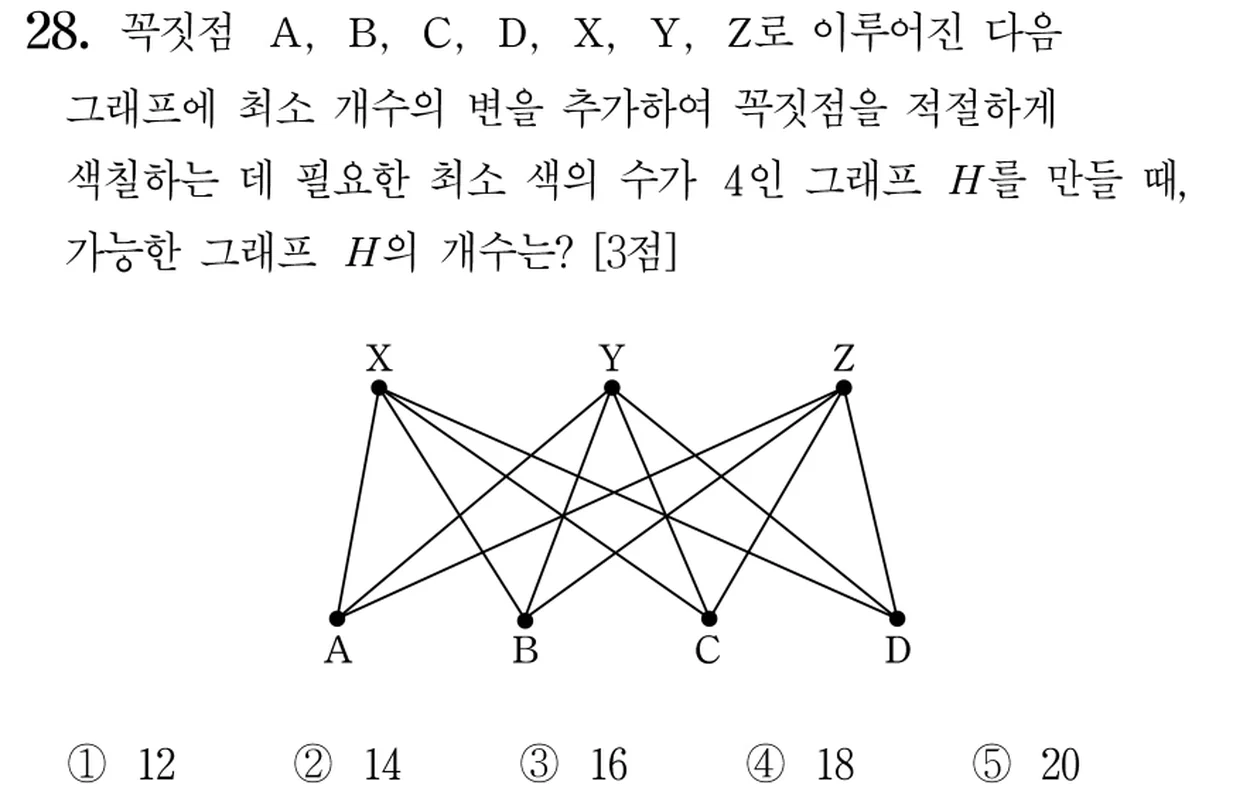 28. 꼭짓점 A, B, C, D, X, Y, Z로 이루어진 다음
그래프에 최소 개수의 변을 추가하여 꼭짓점을 적절하게
색칠하는 데 필요한 최소 색의 수가 4인 그래프 H를 만들 때,
가능한 그래프 H의 개수는? [3점]
X Y Z
A B C D
① 12 ② 14 ③ 16 ④ 18 ⑤ 20